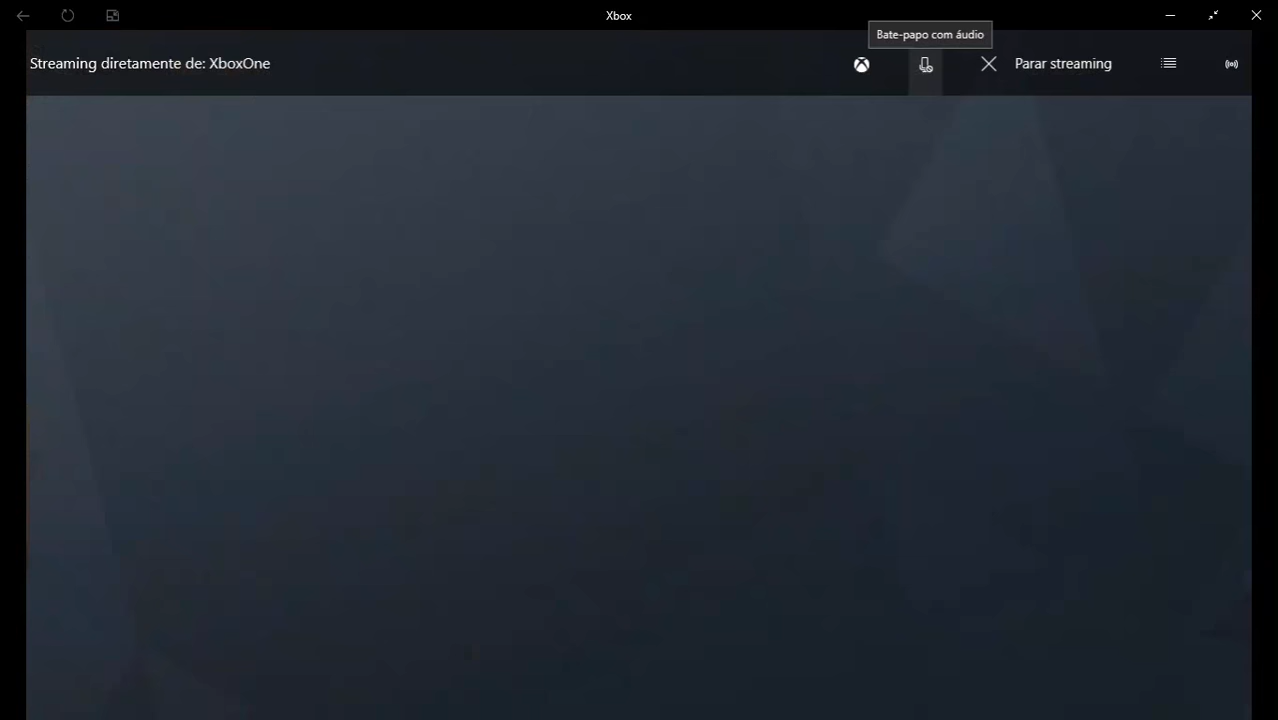 Xbox
Bate-papo com áudio
Streaming diretamente de: XboxOne
Parar streaming